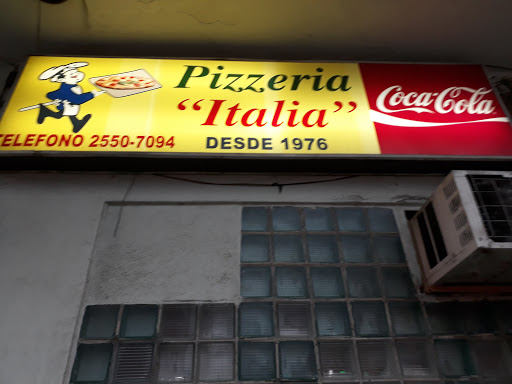 Pizzeria
"Italia"
TELEFONO 2550-7094
DESDE 1976
Coca-Cola